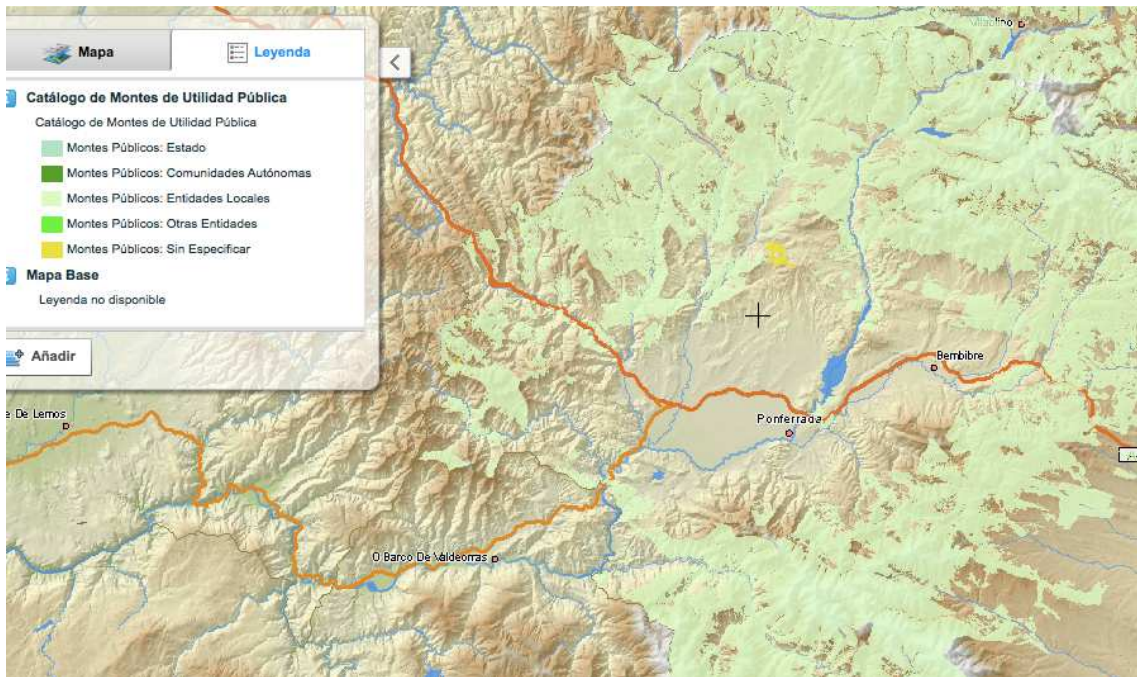 Mapa
Leyenda
Catálogo de Montes de Utilidad Pública
Catálogo de Montes de Utilidad Pública
Montes Públicos: Estado
Montes Públicos: Comunidades Autónomas
Montes Públicos: Entidades Locales
Montes Públicos: Otras Entidades
Montes Públicos: Sin Especificar
Mapa Base
Leyenda no disponible
Añadir
Bembibre
e De Lemos
Ponferrada
O Barco De Valdeorras